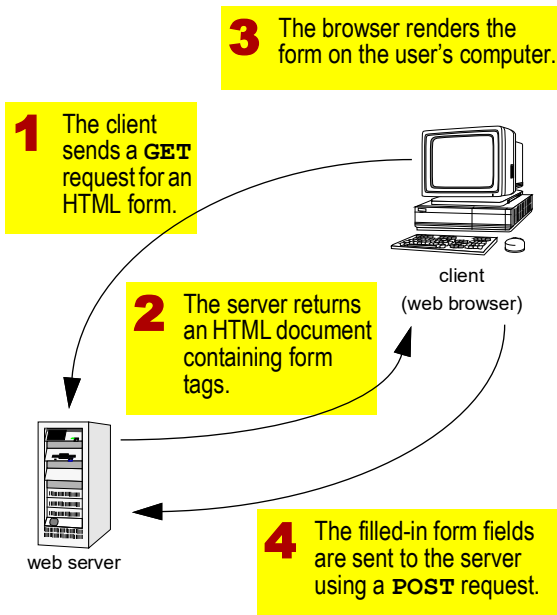 3 The browser renders the
form on the user's computer.
1 The client
sends a GET
request for an
HTML form.
client
(web browser)
2 The server returns
an HTML document
containing form
tags.
web server
4 The filled-in form fields
are sent to the server
using a POST request.